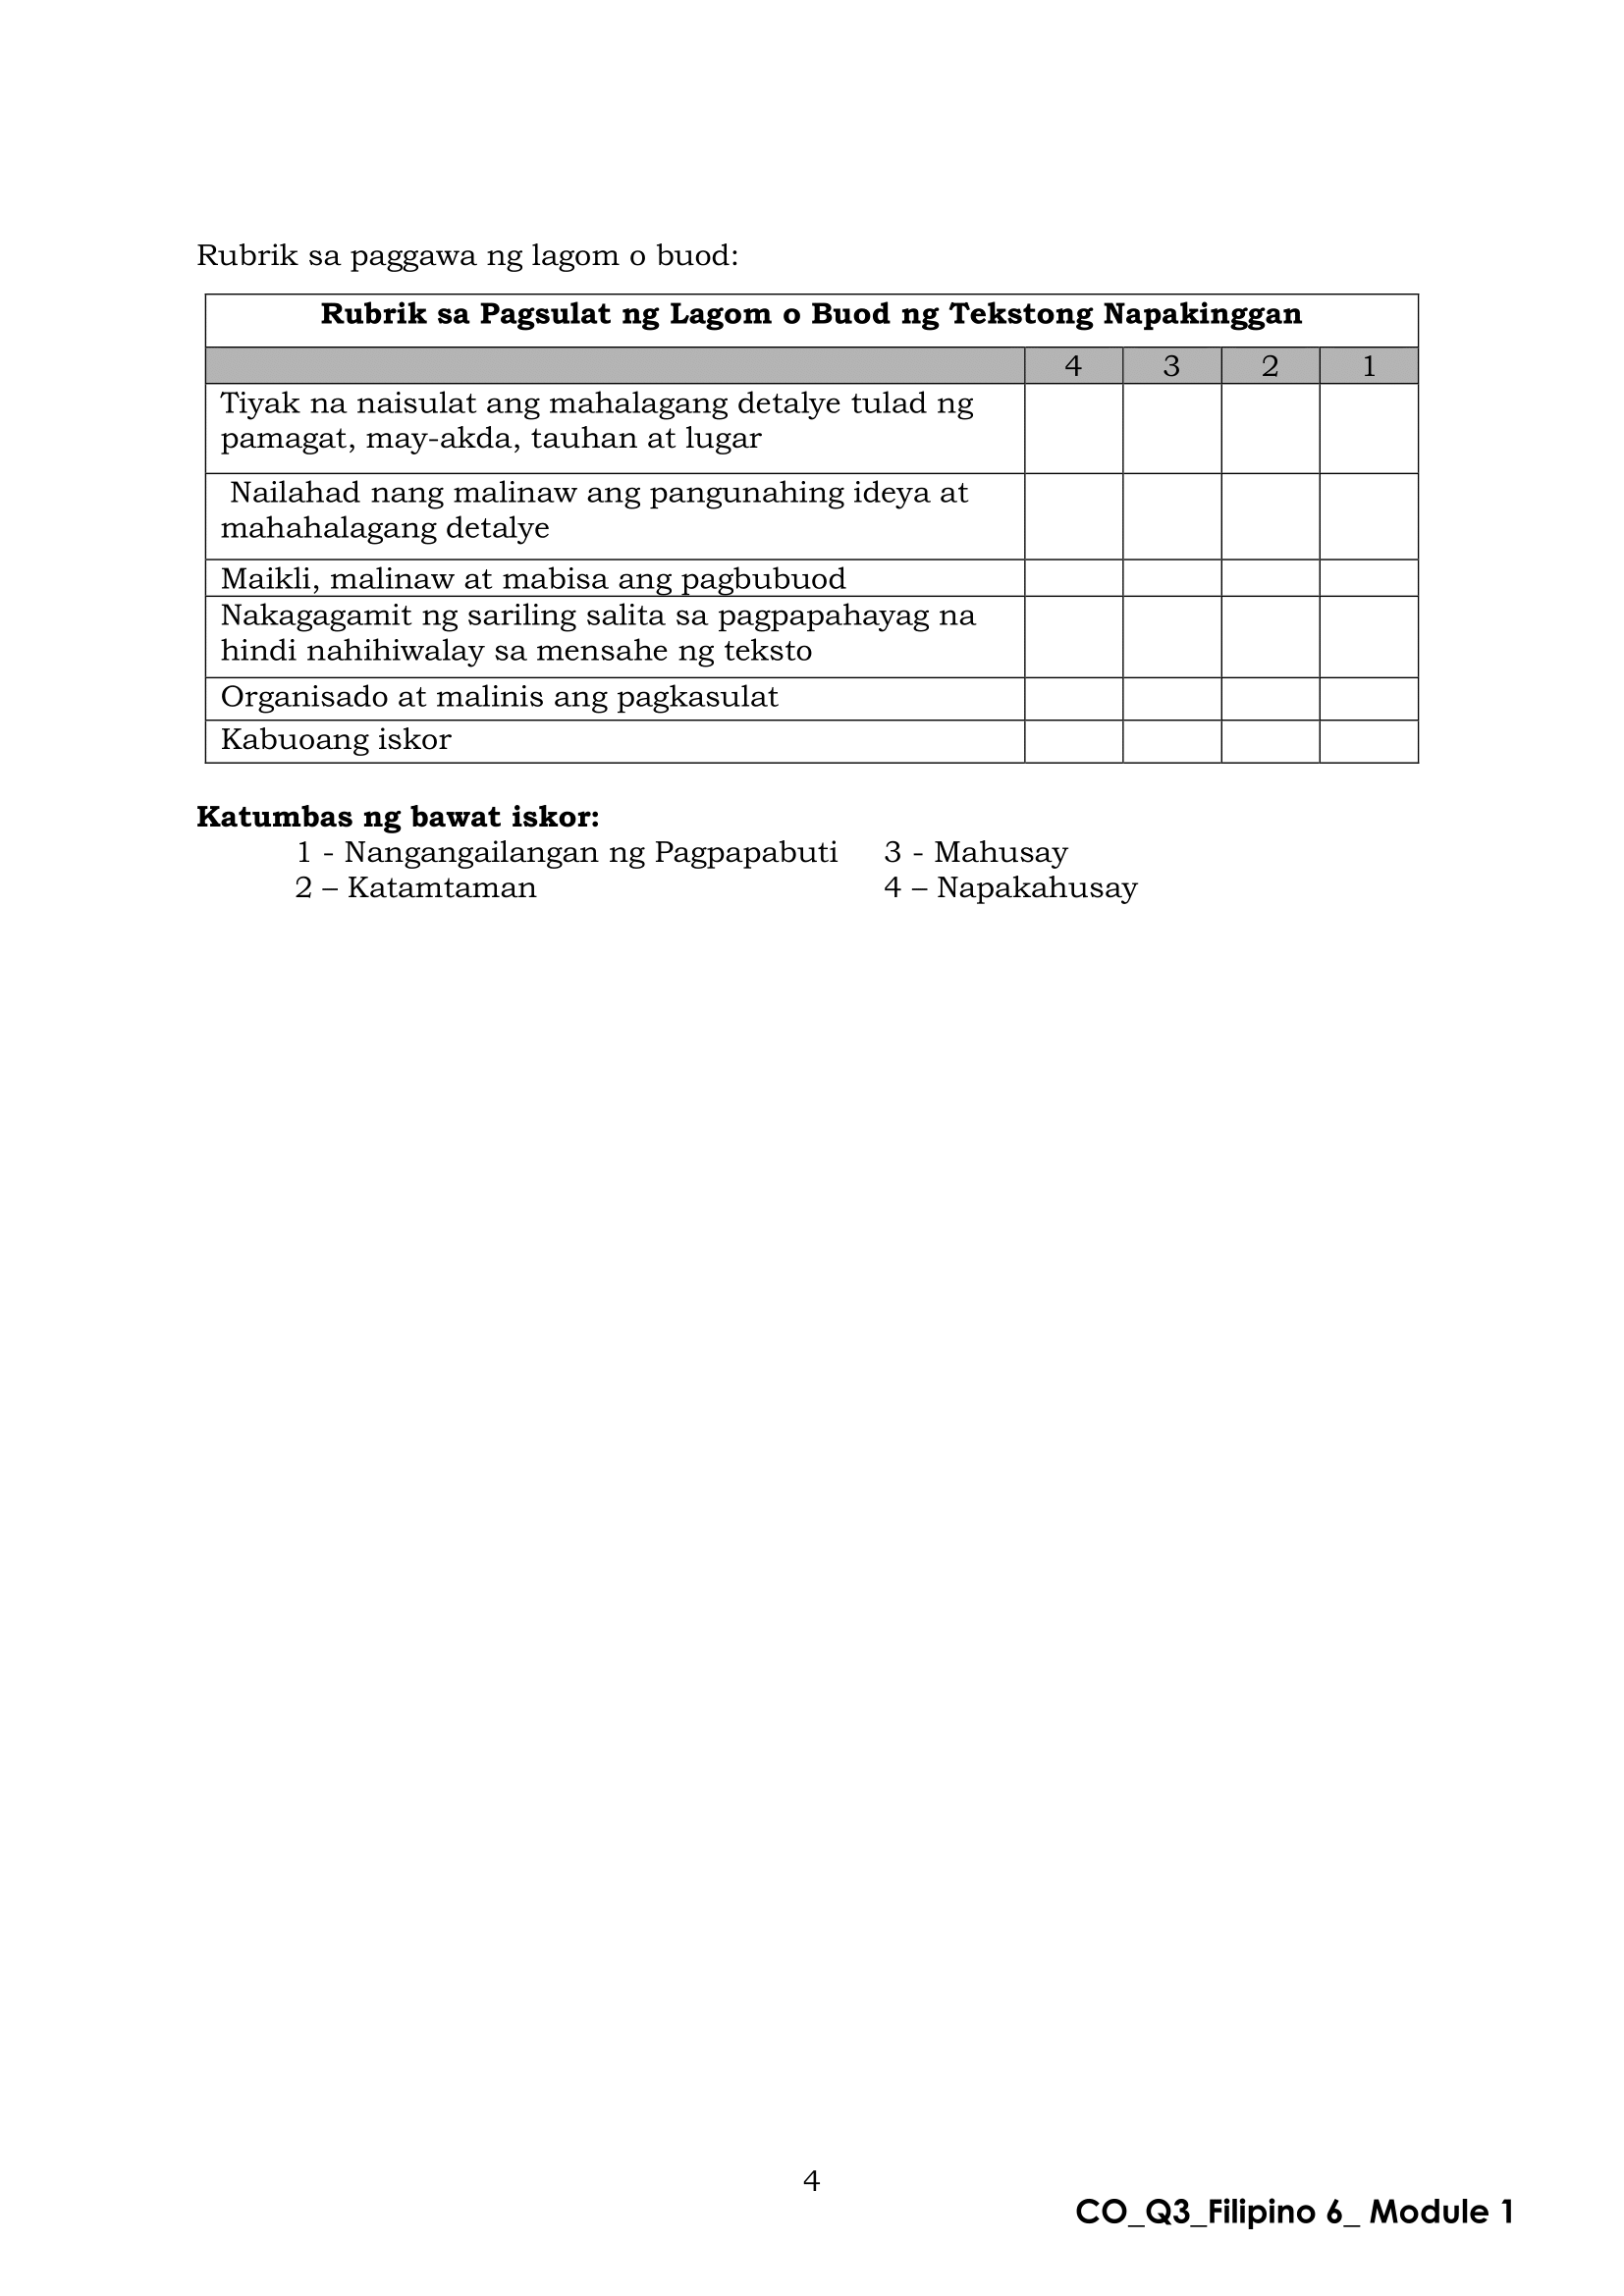 Rubrik sa paggawa ng lagom o buod:
Rubrik sa Pagsulat ng Lagom o Buod ng Tekstong Napakinggan
4 3 2 1
Tiyak na naisulat ang mahalagang detalye tulad ng
pamagat, may-akda, tauhan at lugar
Nailahad nang malinaw ang pangunahing ideya at
mahahalagang detalye
Maikli, malinaw at mabisa ang pagbubuod
Nakagagamit ng sariling salita sa pagpapahayag na
hindi nahihiwalay sa mensahe ng teksto
Organisado at malinis ang pagkasulat
Kabuoang iskor
Katumbas ng bawat iskor:
1 - Nangangailangan ng Pagpapabuti 3 - Mahusay
2 – Katamtaman 4 – Napakahusay
4
CO_Q3_Filipino 6_ Module 1